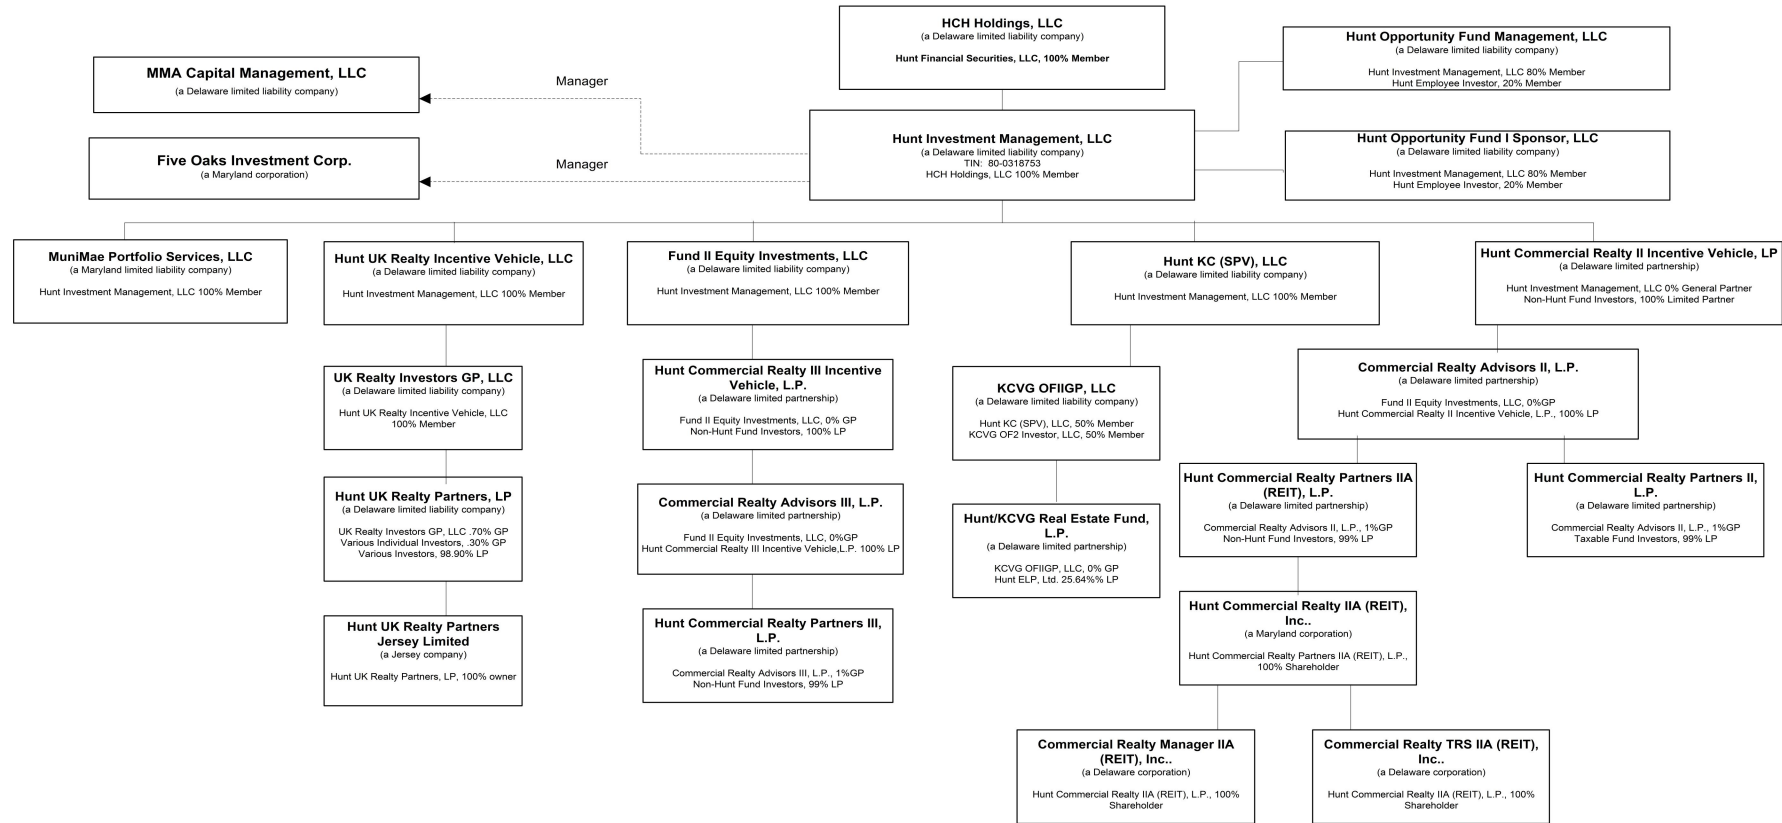 HCH Holdings, LLC
(a Delaware limited liability company)
Hunt Financial Securities, LLC, 100% Member
Hunt Opportunity Fund Management, LLC
(a Delaware limited liability company)
Hunt Investment Management, LLC 80% Member
Hunt Employee Investor, 20% Member
MMA Capital Management, LLC
(a Delaware limited liability company)
Manager
Hunt Investment Management, LLC
(a Delaware limited liability company)
TIN: 80-0318753
HCH Holdings, LLC 100% Member
Hunt Opportunity Fund I Sponsor, LLC
(a Delaware limited liability company)
Hunt Investment Management, LLC 80% Member
Hunt Employee Investor, 20% Member
Five Oaks Investment Corp.
(a Maryland corporation)
Manager
MuniMae Portfolio Services, LLC
(a Maryland limited liability company)
Hunt Investment Management, LLC 100% Member
Hunt UK Realty Incentive Vehicle, LLC
(a Delaware limited liability company)
Hunt Investment Management, LLC 100% Member
Fund II Equity Investments, LLC
(a Delaware limited liability company)
Hunt Investment Management, LLC 100% Member
Hunt KC (SPV), LLC
(a Delaware limited liability company)
Hunt Investment Management, LLC 100% Member
Hunt Commercial Realty II Incentive Vehicle, LP
(a Delaware limited partnership)
Hunt Investment Management, LLC 0% General Partner
Non-Hunt Fund Investors, 100% Limited Partner
UK Realty Investors GP, LLC
(a Delaware limited liability company)
Hunt UK Realty Incentive Vehicle, LLC
100% Member
Hunt Commercial Realty III Incentive
Vehicle, L.P.
(a Delaware limited partnership)
Fund II Equity Investments, LLC, 0% GP
Non-Hunt Fund Investors, 100% LP
KCVG OFIIGP, LLC
(a Delaware limited liability company)
Hunt KC (SPV), LLC, 50% Member
KCVG OF2 Investor, LLC, 50% Member
Commercial Realty Advisors II, L.P.
(a Delaware limited partnership)
Fund II Equity Investments, LLC, 0%GP
Hunt Commercial Realty II Incentive Vehicle, L.P., 100% LP
Hunt UK Realty Partners, LP
(a Delaware limited liability company)
UK Realty Investors GP, LLC .70% GP
Various Individual Investors, .30% GP
Various Investors, 98.90% LP
Commercial Realty Advisors III, L.P.
(a Delaware limited partnership)
Fund II Equity Investments, LLC, 0%GP
Hunt Commercial Realty III Incentive Vehicle,L.P. 100% LP
Hunt/KCVG Real Estate Fund,
L.P.
(a Delaware limited partnership)
KCVG OFIIGP, LLC, 0% GP
Hunt ELP, Ltd. 25.64%% LP
Hunt Commercial Realty Partners IIA
(REIT), L.P.
(a Delaware limited partnership)
Commercial Realty Advisors II, L.P., 1%GP
Non-Hunt Fund Investors, 99% LP
Hunt Commercial Realty Partners II,
L.P.
(a Delaware limited partnership)
Commercial Realty Advisors II, L.P., 1%GP
Taxable Fund Investors, 99% LP
Hunt UK Realty Partners
Jersey Limited
(a Jersey company)
Hunt UK Realty Partners, LP, 100% owner
Hunt Commercial Realty Partners III,
L.P.
(a Delaware limited partnership)
Commercial Realty Advisors III, L.P., 1%GP
Non-Hunt Fund Investors, 99% LP
Hunt Commercial Realty IIA (REIT),
Inc..
(a Maryland corporation)
Hunt Commercial Realty Partners IIA (REIT), L.P.,
100% Shareholder
Commercial Realty Manager IIA
(REIT), Inc..
(a Delaware corporation)
Hunt Commercial Realty IIA (REIT), L.P., 100%
Shareholder
Commercial Realty TRS IIA (REIT),
Inc..
(a Delaware corporation)
Hunt Commercial Realty IIA (REIT), L.P., 100%
Shareholder